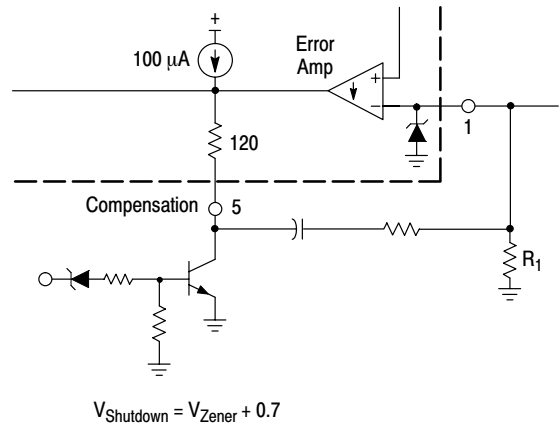 +
100 μA
Error
Amp
+
−
1
120
Compensation
5
R1
VShutdown = VZener + 0.7